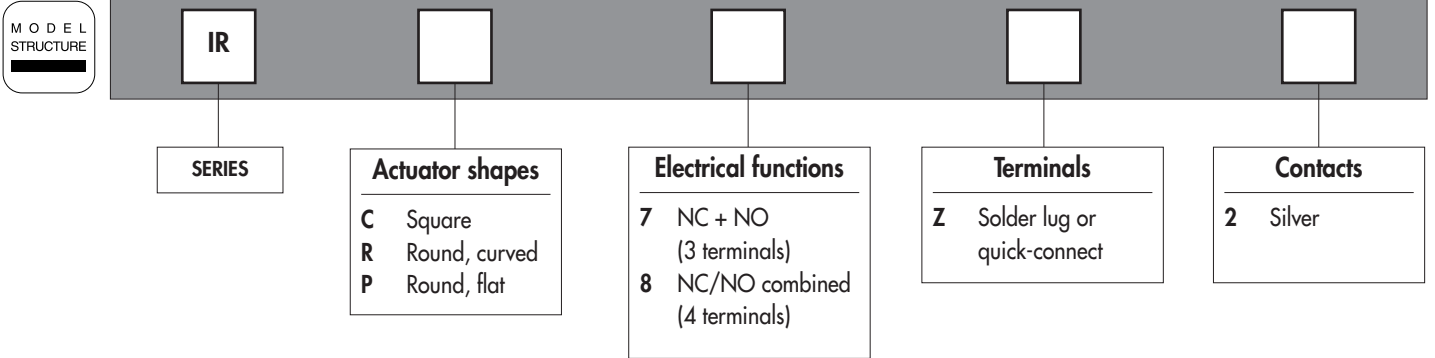 MODEL
STRUCTURE
IR
SERIES
Actuator shapes
C Square
R Round, curved
P Round, flat
Electrical functions
7 NC + NO
(3 terminals)
8 NC/NO combined
(4 terminals)
Terminals
Z Solder lug or
quick-connect
Contacts
2 Silver